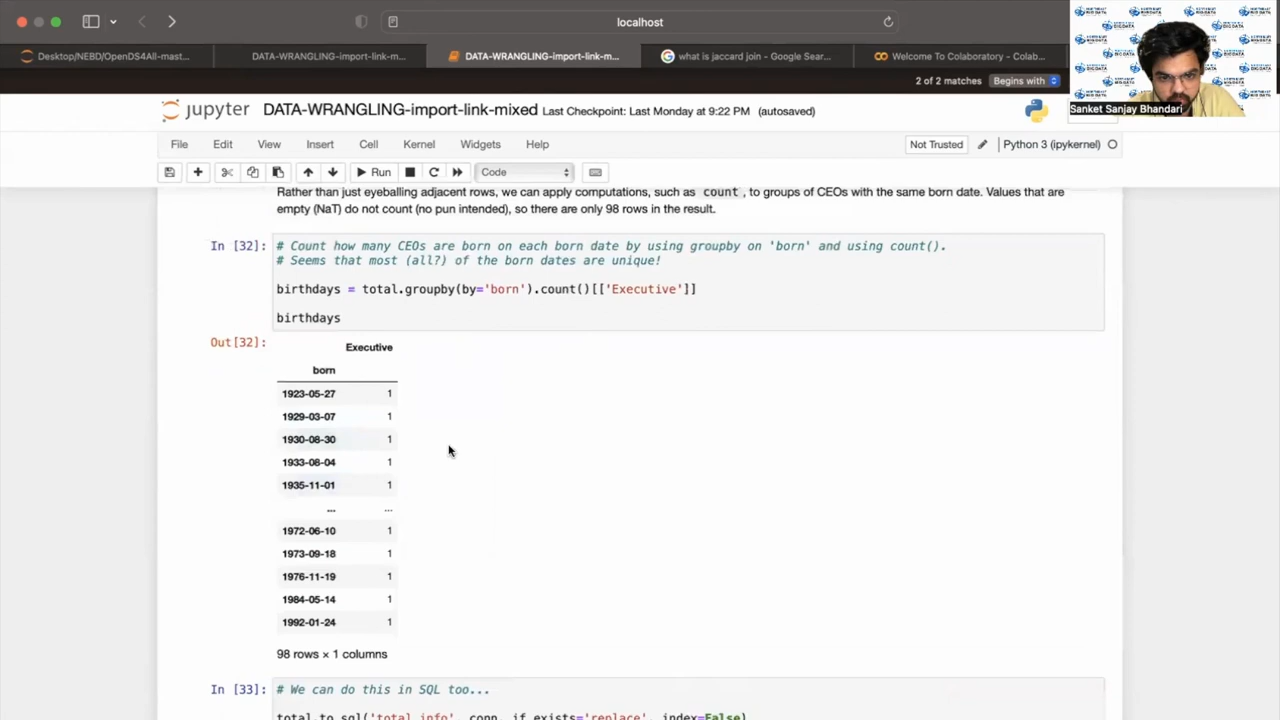 localhost
Desktop/NEBD/OpenDS4All-mast...
DATA-WRANGLING-import-link-m...
DATA-WRANGLING-import-link-m...
what is jaccard join - Google Sear...
Welcome To Colaboratory - Colab...
2 of 2 matches
Begins with
Sanket Sanjay Bhandari
jupyter
DATA-WRANGLING-import-link-mixed
Last Checkpoint: Last Monday at 9:22 PM (autosaved)
File
Edit
View
Insert
Cell
Kernel
Widgets
Help
Not Trusted
Python 3 (ipykernel)
Run
Code
Rather than just eyeballing adjacent rows, we can apply computations, such as count, to groups of CEOs with the same born date. Values that are
empty (NaT) do not count (no pun intended), so there are only 98 rows in the result.
In [32]:
# Count how many CEOs are born on each born date by using groupby on 'born' and using count().
# Seems that most (all?) of the born dates are unique!
birthdays = total.groupby(by='born').count()[['Executive']]
birthdays
Out[32]:
Executive
born
1923-05-27 1
1929-03-07 1
1930-08-30 1
1933-08-04 1
1935-11-01 1
... ...
1972-06-10 1
1973-09-18 1
1976-11-19 1
1984-05-14 1
1992-01-24 1
98 rows × 1 columns
In [33]:
# We can do this in SQL too...
total.to_sql('total_info', conn, if_exists='replace', index=False)